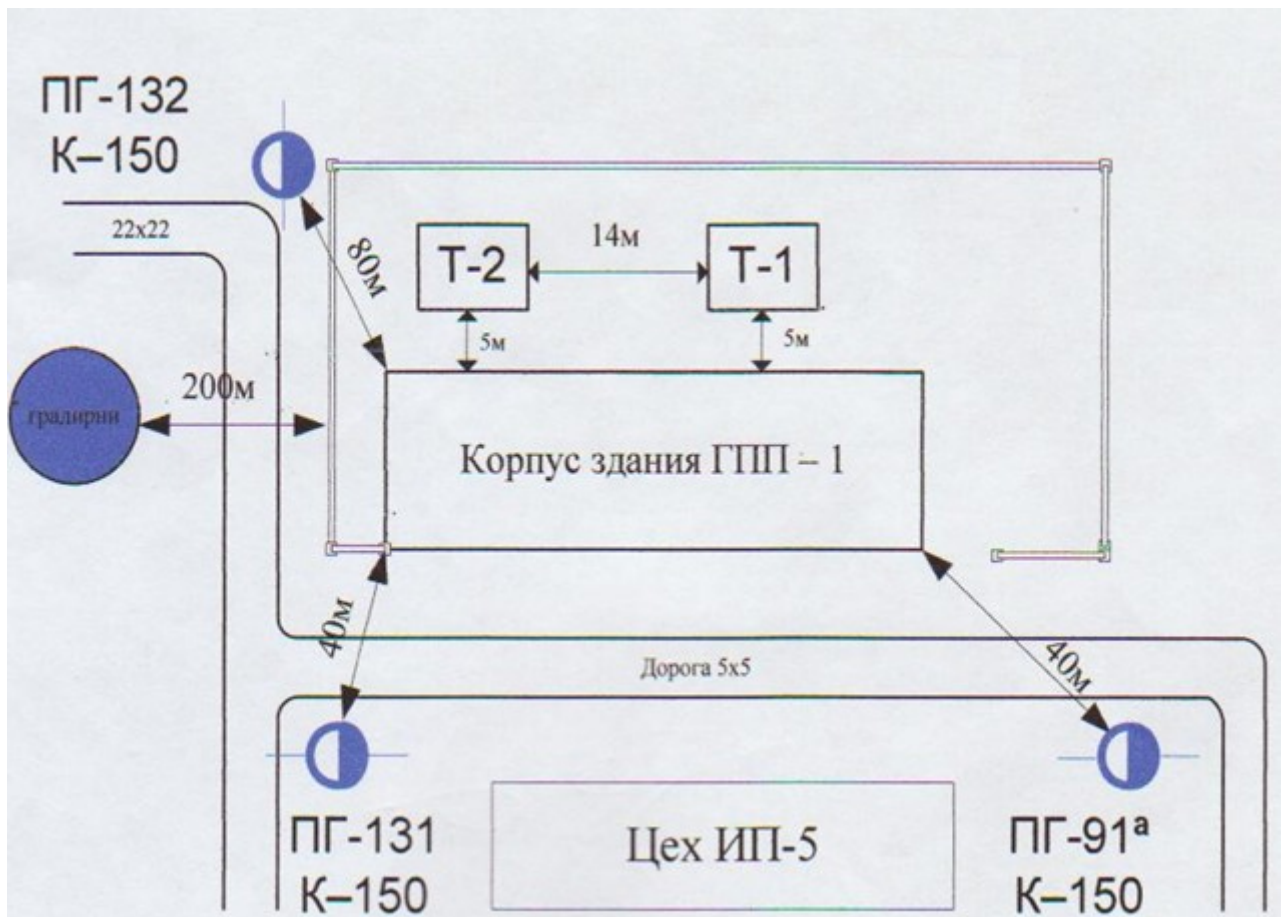 ПГ-132
К–150
22х22
80м
14м
Т-2
Т-1
5м
5м
200м
градирни
Корпус здания ГПП – 1
40м
Дорога 5х5
40м
ПГ-131
К–150
Цех ИП-5
ПГ-91ª
К–150